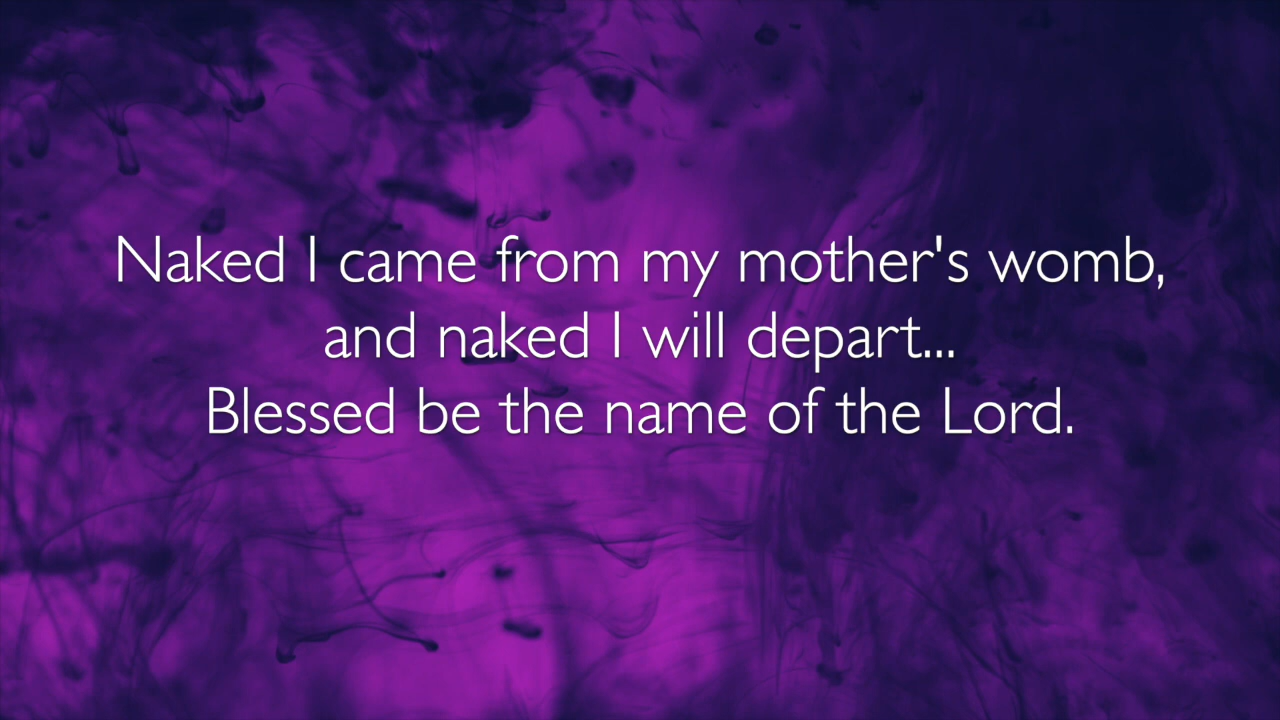 Naked I came from my mother's womb,
and naked I will depart...
Blessed be the name of the Lord.